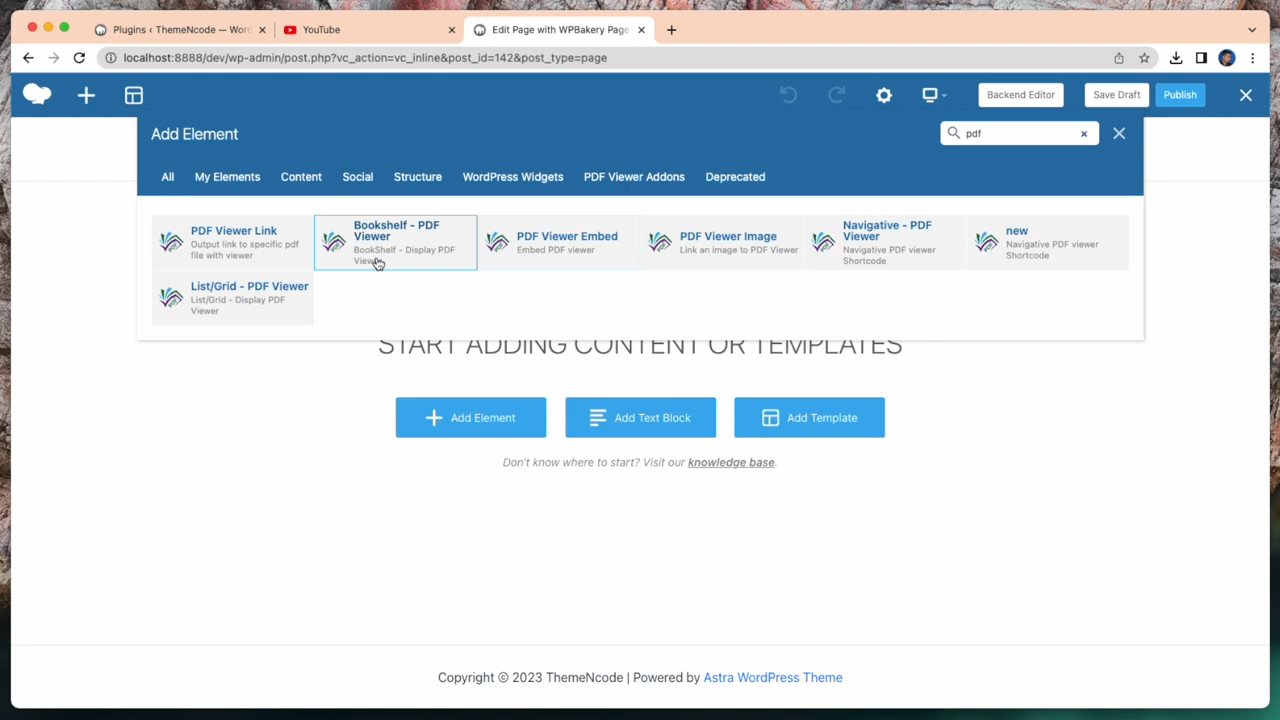 Plugins ‹ ThemeNcode — Worc
YouTube
Edit Page with WPBakery Page
localhost:8888/dev/wp-admin/post.php?vc_action=vc_inline&post_id=142&post_type=page
Backend Editor
Save Draft
Publish
Add Element
pdf
All
My Elements
Content
Social
Structure
WordPress Widgets
PDF Viewer Addons
Deprecated
PDF Viewer Link
Output link to specific pdf
file with viewer
Bookshelf - PDF
Viewer
BookShelf - Display PDF
Viewer
PDF Viewer Embed
Embed PDF viewer
PDF Viewer Image
Link an image to PDF Viewer
Navigative - PDF
Viewer
Navigative PDF viewer
Shortcode
new
Navigative PDF viewer
Shortcode
List/Grid - PDF Viewer
List/Grid - Display PDF
Viewer
START ADDING CONTENT OR TEMPLATES
Add Element
Add Text Block
Add Template
Don't know where to start? Visit our knowledge base.
Copyright © 2023 ThemeNcode | Powered by Astra WordPress Theme